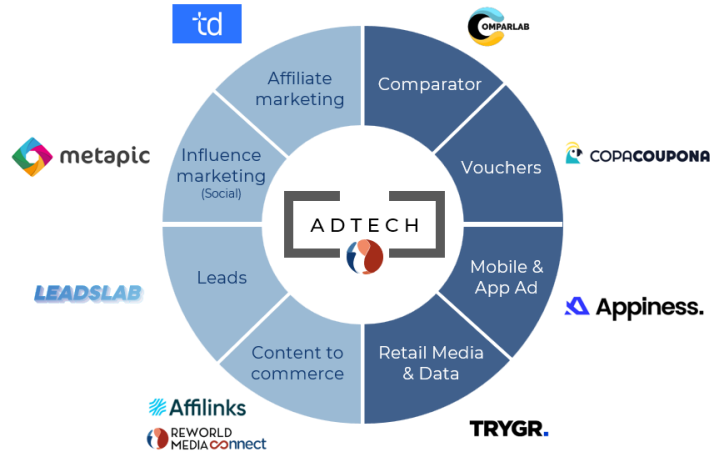 td
COMPARLAB
Affiliate
marketing
Comparator
metapic
Influence
marketing
(Social)
Vouchers
COPACOUPONA
ADTECH
LEADSLAB
Leads
Mobile &
App Ad
Appiness.
Content to
commerce
Retail Media
& Data
Affilinks
REWORLD
MEDIA CONNECT
TRYGR.